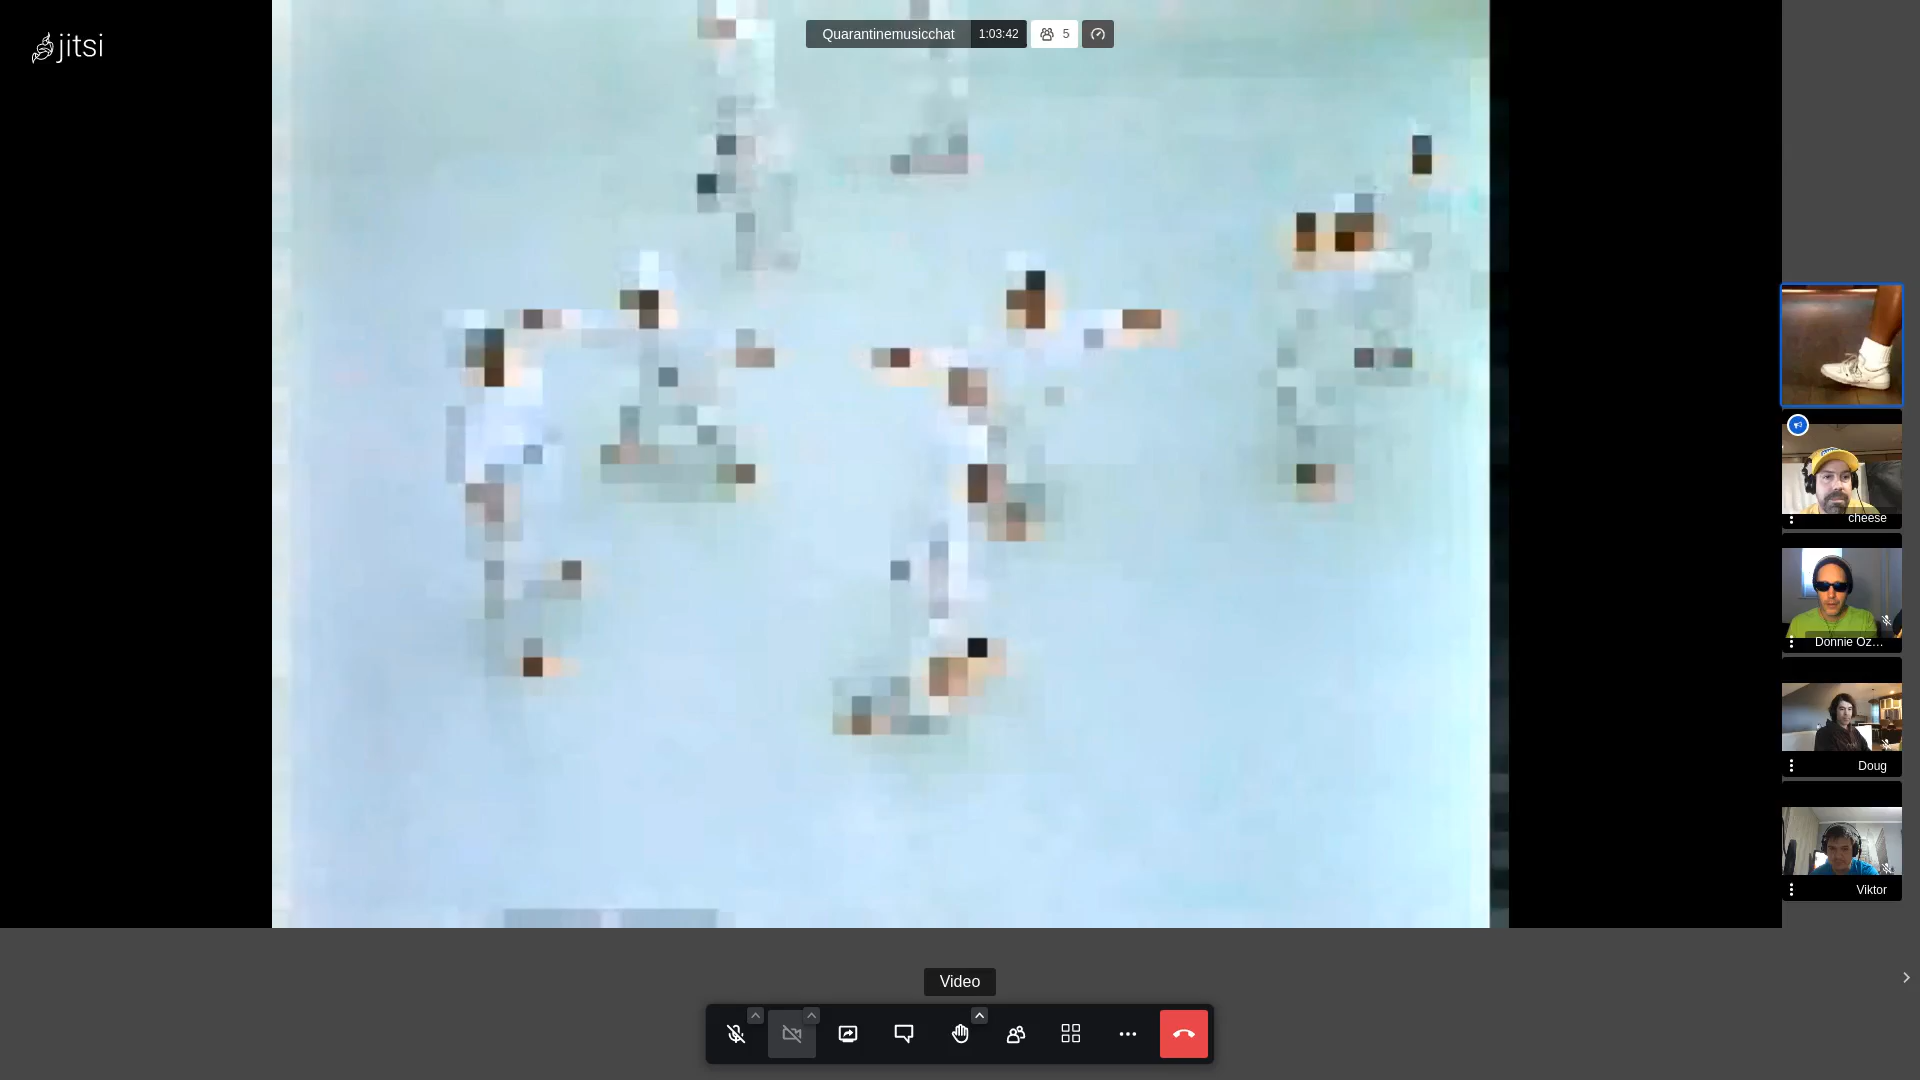 jitsi
Quarantinemusicchat 1:03:42 5
cheese
Donnie Oz...
Doug
Viktor
Video